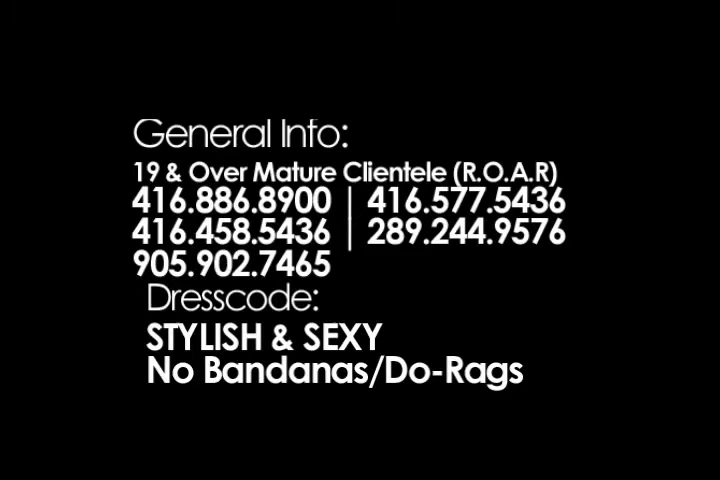 General Info:
19 & Over Mature Clientele (R.O.A.R)
416.886.8900 | 416.577.5436
416.458.5436 | 289.244.9576
905.902.7465
Dresscode:
STYLISH & SEXY
No Bandanas/Do-Rags